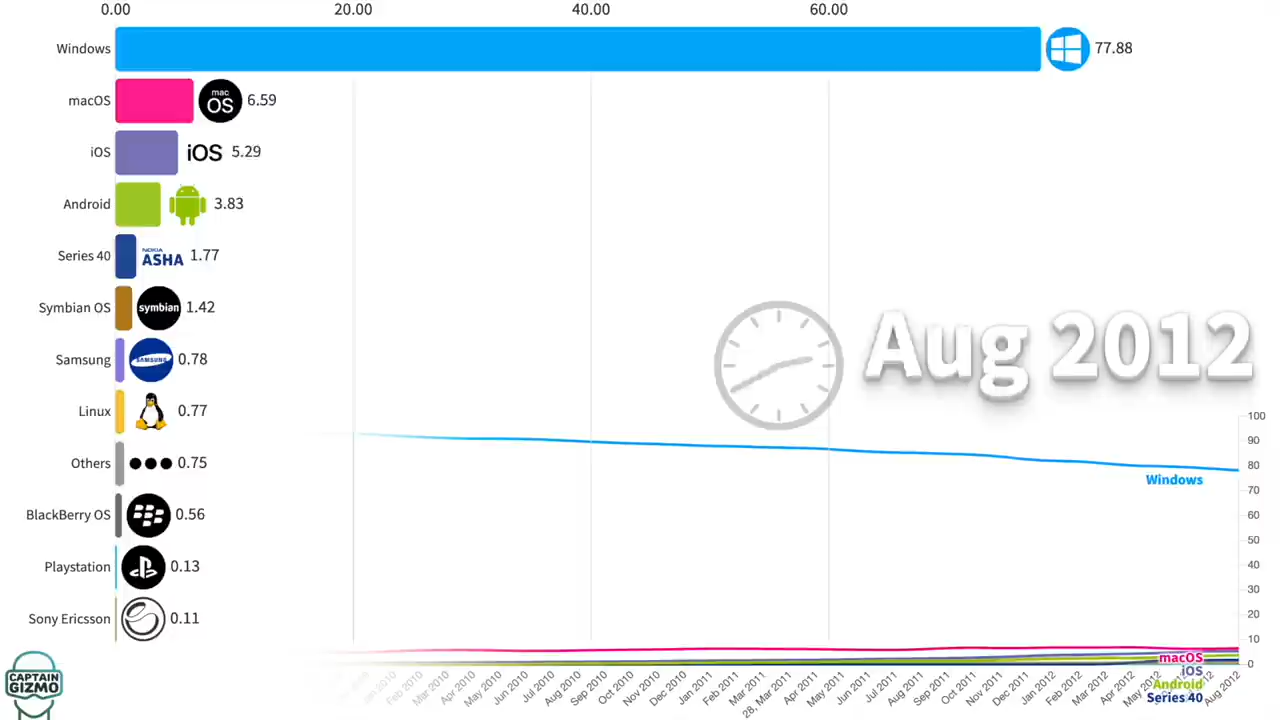 0.00 20.00 40.00 60.00
Windows 77.88
macOS mac OS 6.59
iOS iOS 5.29
Android 3.83
Series 40 NOKIA ASHA 1.77
Symbian OS symbian 1.42
Samsung SAMSUNG 0.78
Linux 0.77
Others 0.75
BlackBerry OS 0.56
Playstation 0.13
Sony Ericsson 0.11
Aug 2012
100
90
80
70
60
50
40
30
20
10
0
Windows
macOS
iOS
Android
Series 40
Jan 2010 Feb 2010 Mar 2010 Apr 2010 May 2010 Jun 2010 Jul 2010 Aug 2010 Sep 2010 Oct 2010 Nov 2010 Dec 2010 Jan 2011 Feb 2011 Mar 2011 28, Mar 2011 Apr 2011 May 2011 Jun 2011 Jul 2011 Aug 2011 Sep 2011 Oct 2011 Nov 2011 Dec 2011 Jan 2012 Feb 2012 Mar 2012 Apr 2012 May 2012 Aug 2012
CAPTAIN
GIZMO